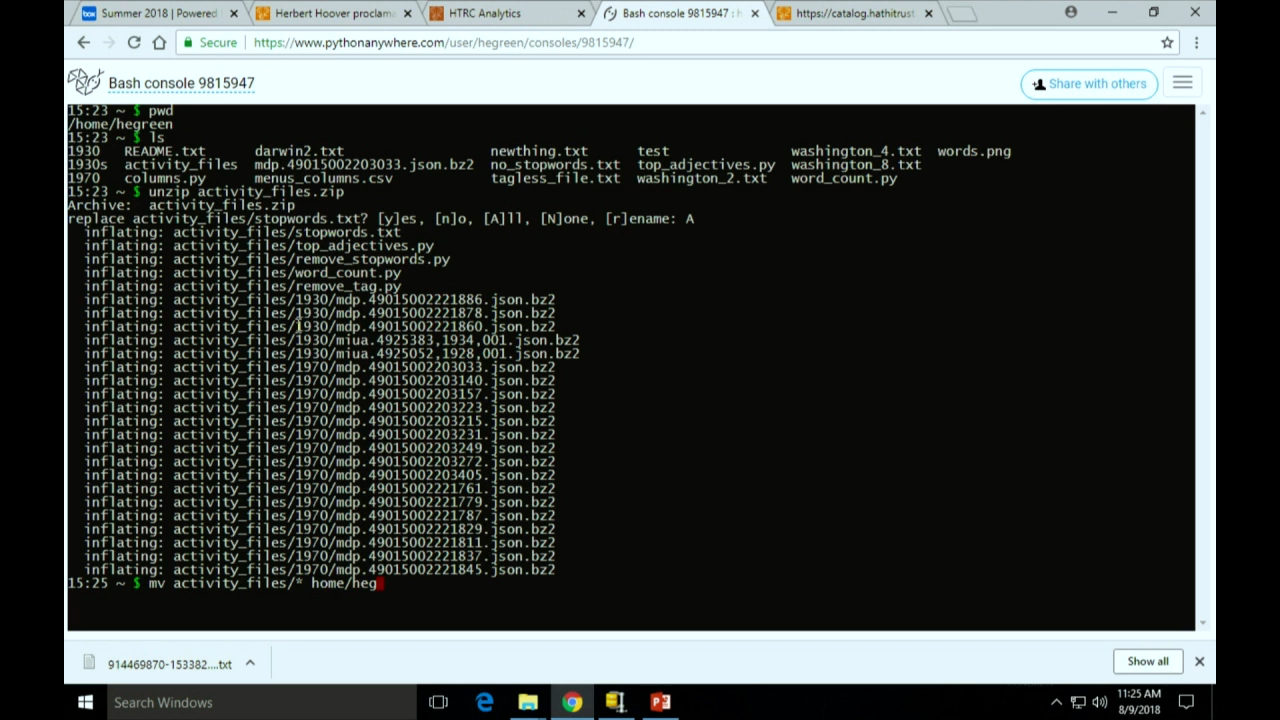 Summer 2018 | Powered
Herbert Hoover proclama
HTRC Analytics
Bash console 9815947 : h
https://catalog.hathitrust.
Secure
https://www.pythonanywhere.com/user/hegreen/consoles/9815947/
Bash console 9815947
Share with others
15:23 ~ $ pwd
/home/hegreen
15:23 ~ $ ls
1930 README.txt darwin2.txt newthing.txt test washington_4.txt words.png
1930s activity_files mdp.49015002203033.json.bz2 no_stopwords.txt top_adjectives.py washington_8.txt
1970 columns.py menus_columns.csv tagless_file.txt washington_2.txt word_count.py
15:23 ~ $ unzip activity_files.zip
Archive: activity_files.zip
replace activity_files/stopwords.txt? [y]es, [n]o, [A]ll, [N]one, [r]ename: A
inflating: activity_files/stopwords.txt
inflating: activity_files/top_adjectives.py
inflating: activity_files/remove_stopwords.py
inflating: activity_files/word_count.py
inflating: activity_files/remove_tag.py
inflating: activity_files/1930/mdp.49015002221886.json.bz2
inflating: activity_files/1930/mdp.49015002221878.json.bz2
inflating: activity_files/1930/mdp.49015002221860.json.bz2
inflating: activity_files/1930/miua.4925383,1934,001.json.bz2
inflating: activity_files/1930/miua.4925052,1928,001.json.bz2
inflating: activity_files/1970/mdp.49015002203033.json.bz2
inflating: activity_files/1970/mdp.49015002203140.json.bz2
inflating: activity_files/1970/mdp.49015002203157.json.bz2
inflating: activity_files/1970/mdp.49015002203223.json.bz2
inflating: activity_files/1970/mdp.49015002203215.json.bz2
inflating: activity_files/1970/mdp.49015002203231.json.bz2
inflating: activity_files/1970/mdp.49015002203249.json.bz2
inflating: activity_files/1970/mdp.49015002203272.json.bz2
inflating: activity_files/1970/mdp.49015002203405.json.bz2
inflating: activity_files/1970/mdp.49015002221761.json.bz2
inflating: activity_files/1970/mdp.49015002221779.json.bz2
inflating: activity_files/1970/mdp.49015002221787.json.bz2
inflating: activity_files/1970/mdp.49015002221829.json.bz2
inflating: activity_files/1970/mdp.49015002221811.json.bz2
inflating: activity_files/1970/mdp.49015002221837.json.bz2
inflating: activity_files/1970/mdp.49015002221845.json.bz2
15:25 ~ $ mv activity_files/* home/heg
914469870-153382....txt
Show all
Search Windows
11:25 AM
8/9/2018